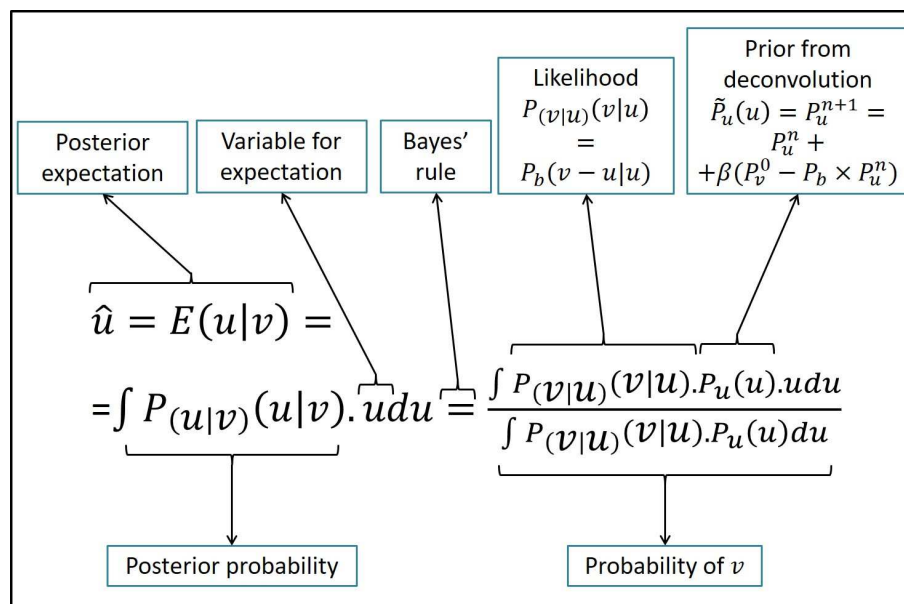 Posterior
expectation
Variable for
expectation
Bayes’
rule
Likelihood
P₍ᵥ|ᵤ₎(v|u)
=
P_b(v − u|u)
Prior from
deconvolution
P̃_u(u) = P_u^{n+1} =
P_u^n +
+β(P_v^0 − P_b × P_u^n)
û = E(u|v) =
=∫ P_(u|v)(u|v).udu = ∫ P_(v|u)(v|u).P_u(u).udu
∫ P_(v|u)(v|u).P_u(u)du
Posterior probability
Probability of v